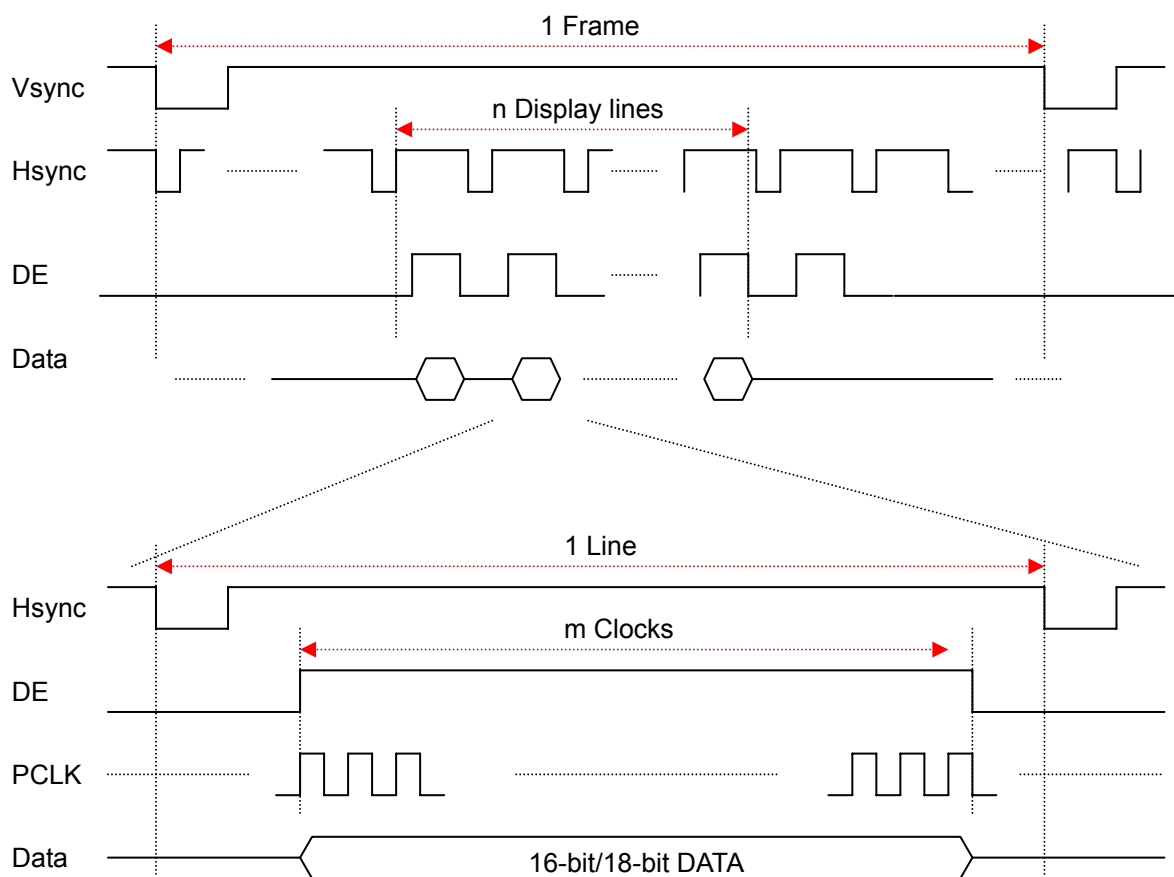 1 Frame
Vsync
n Display lines
Hsync
DE
Data
1 Line
Hsync
m Clocks
DE
PCLK
Data
16-bit/18-bit DATA